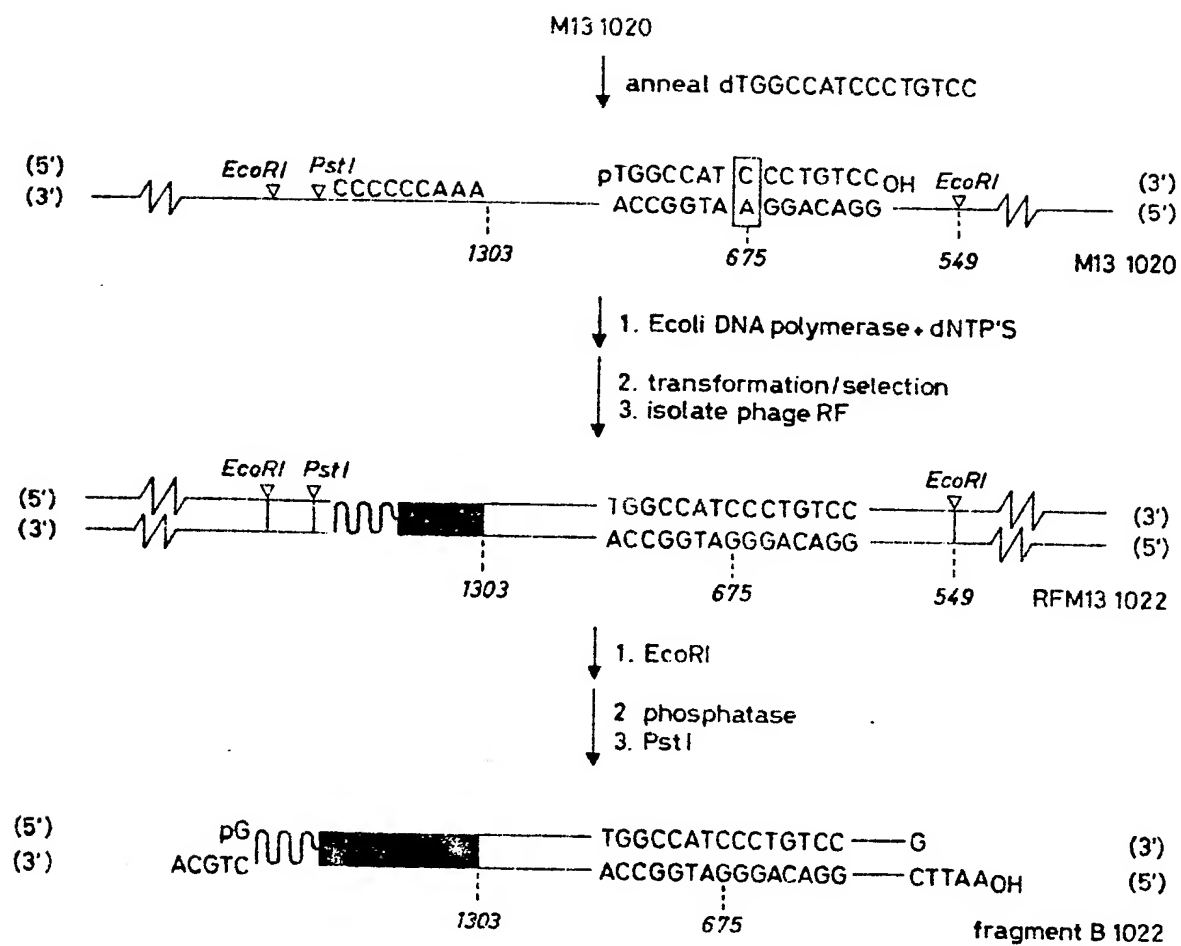 M13 1020
anneal dTGGCCATCCCTGTCC
(5') EcoRI PstI pTGGCCAT C CCTGTCC OH EcoRI (3')
(3') CCCCCCAAA ACCGGTAA A GGACAGG (5')
1303 675 549 M13 1020
1. Ecoli DNA polymerase + dNTP'S
2. transformation/selection
3. isolate phage RF
EcoRI PstI EcoRI
(5') TGGCCATCCCTGTCC (3')
(3') ACCGGTAGGGACAGG (5')
1303 675 549 RFM13 1022
1. EcoRI
2 phosphatase
3. PstI
(5') pG TGGCCATCCCTGTCC G (3')
(3') ACGTC ACCGGTAGGGACAGG CTTAAOH (5')
1303 675 fragment B 1022